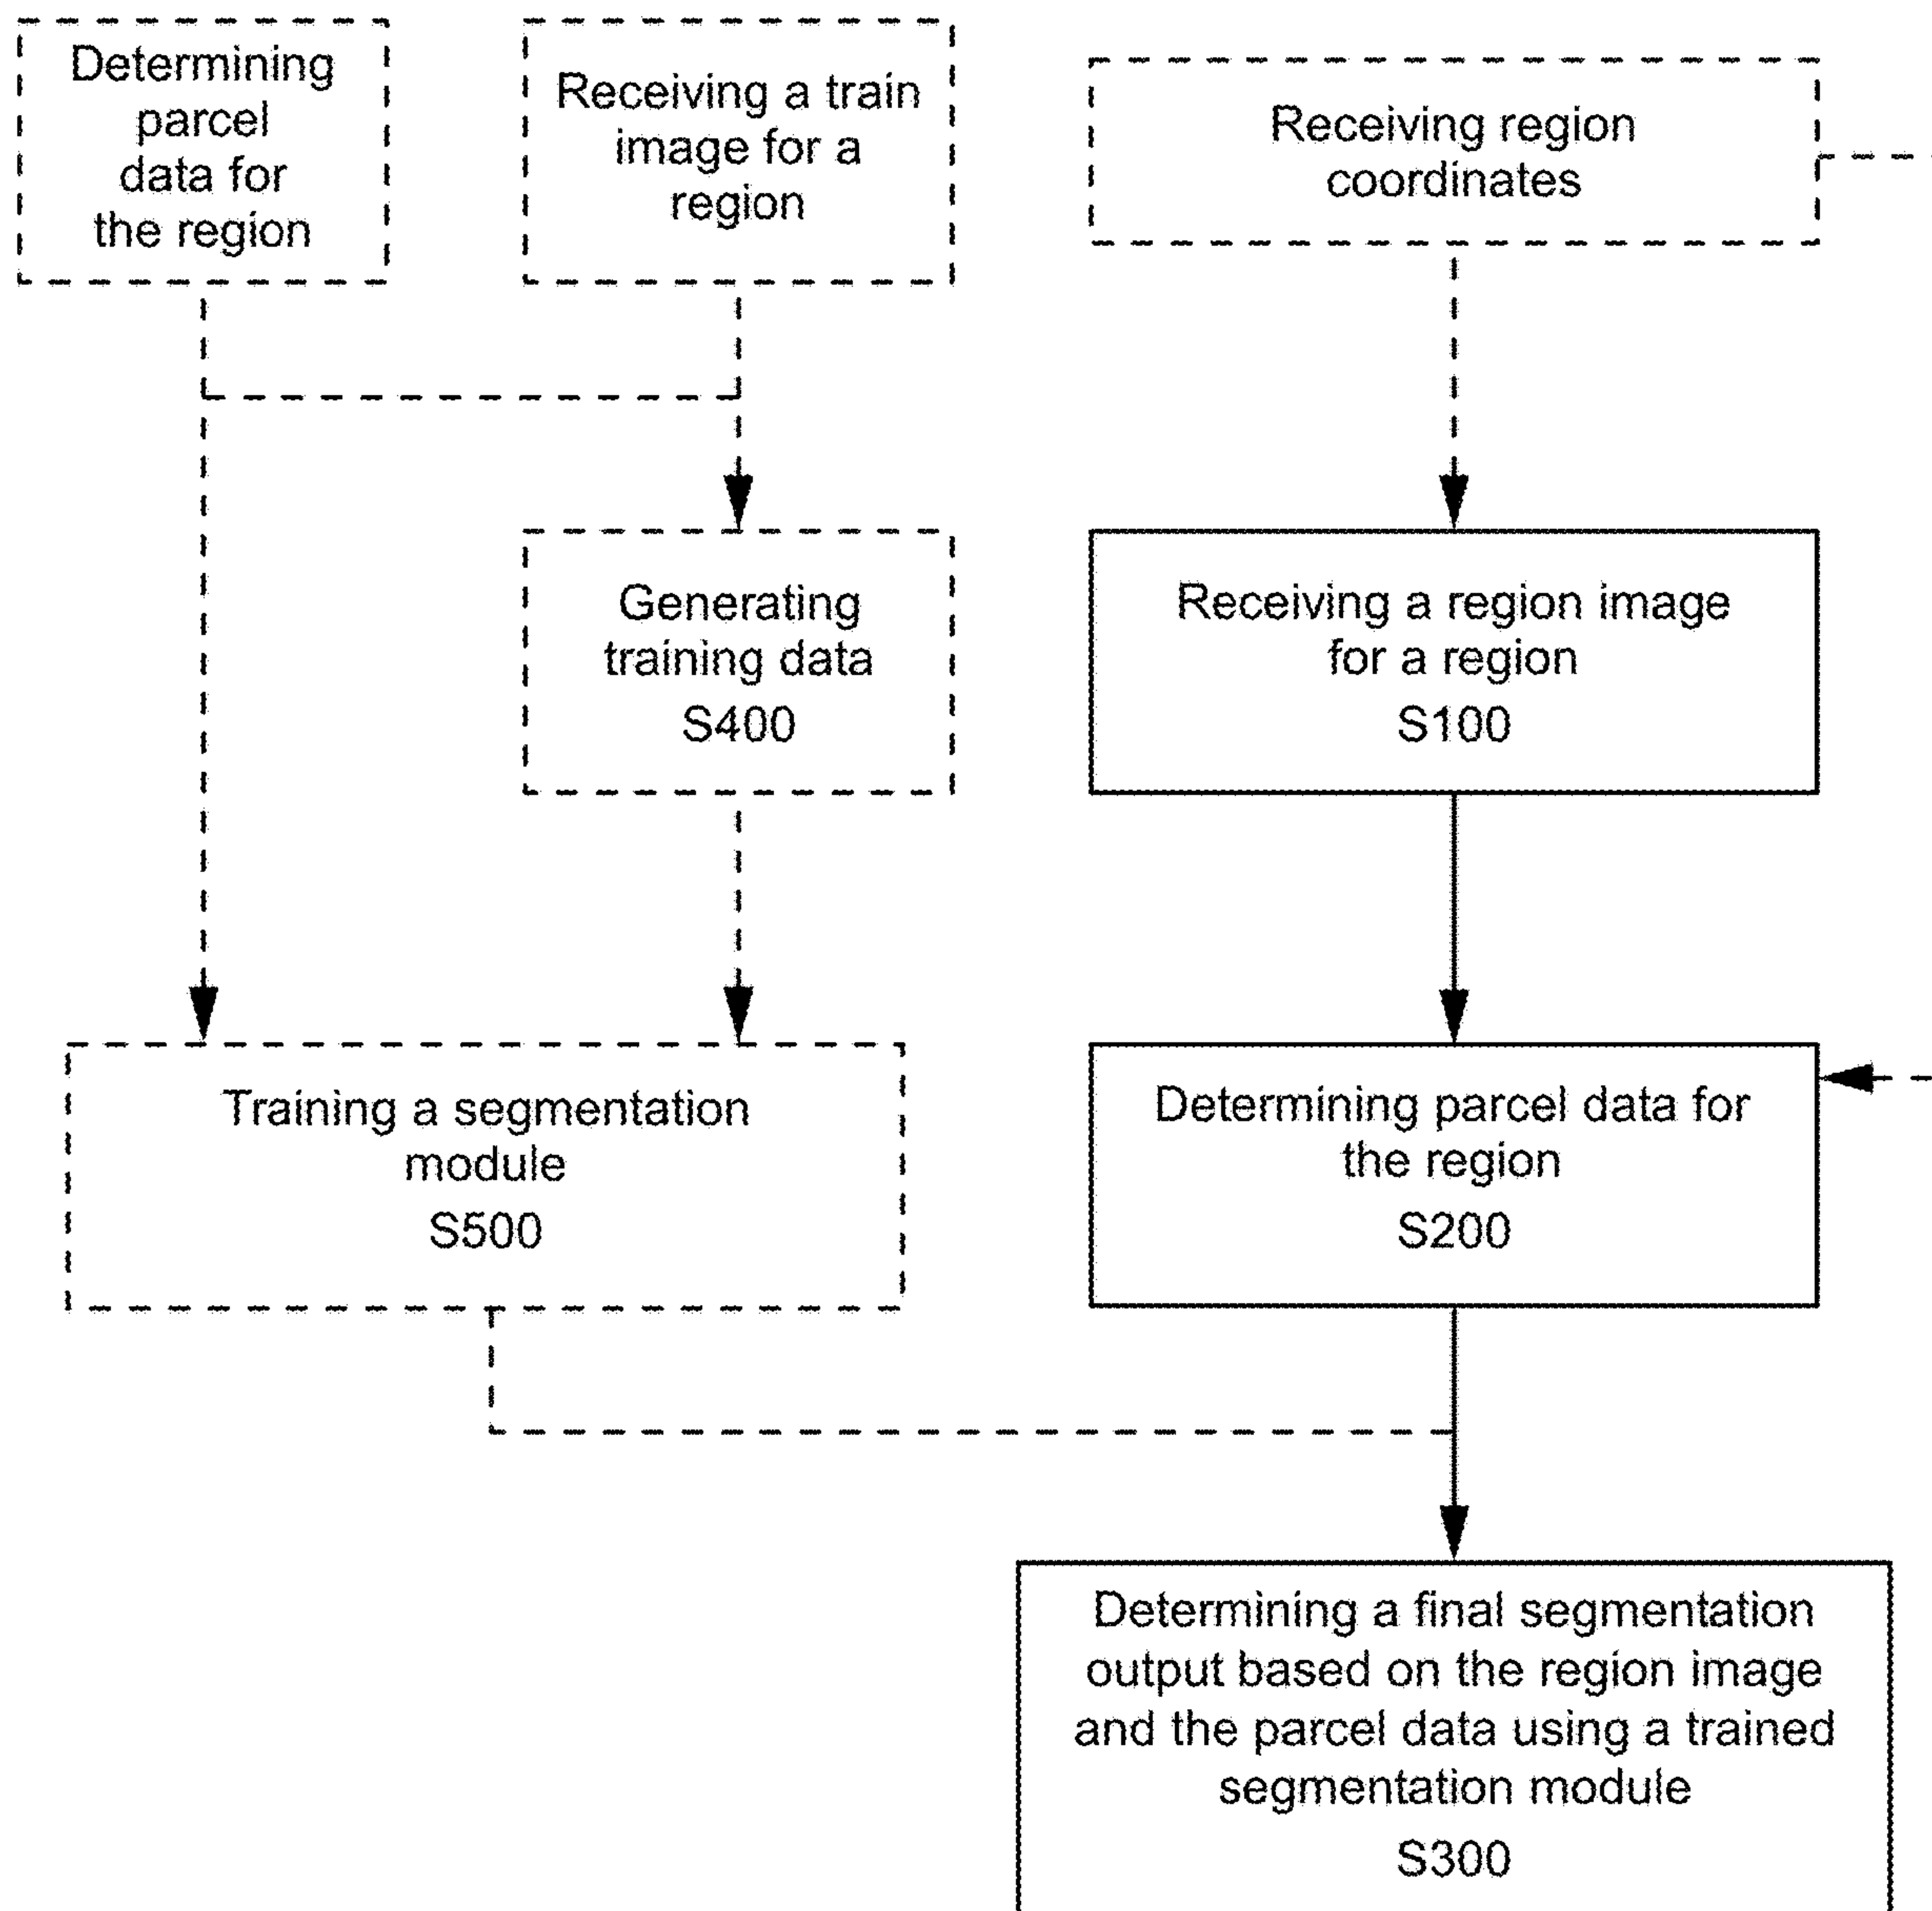 Determining
parcel
data for
the region
Receiving a train
image for a
region
Receiving region
coordinates
Generating
training data
S400
Receiving a region image
for a region
S100
Training a segmentation
module
S500
Determining parcel data for
the region
S200
Determining a final segmentation
output based on the region image
and the parcel data using a trained
segmentation module
S300